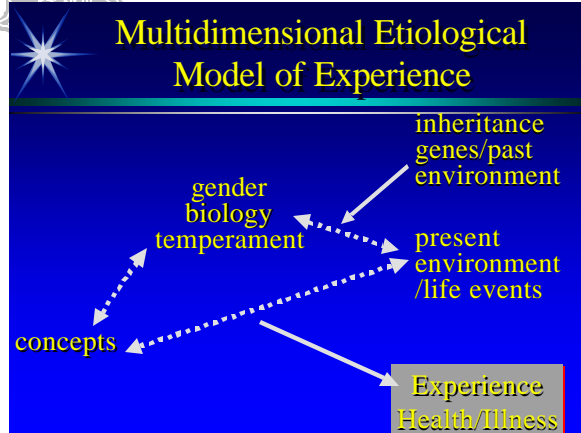 Multidimensional Etiological
Model of Experience
inheritance
genes/past
environment
gender
biology
temperament
present
environment
/life events
concepts
Experience
Health/Illness